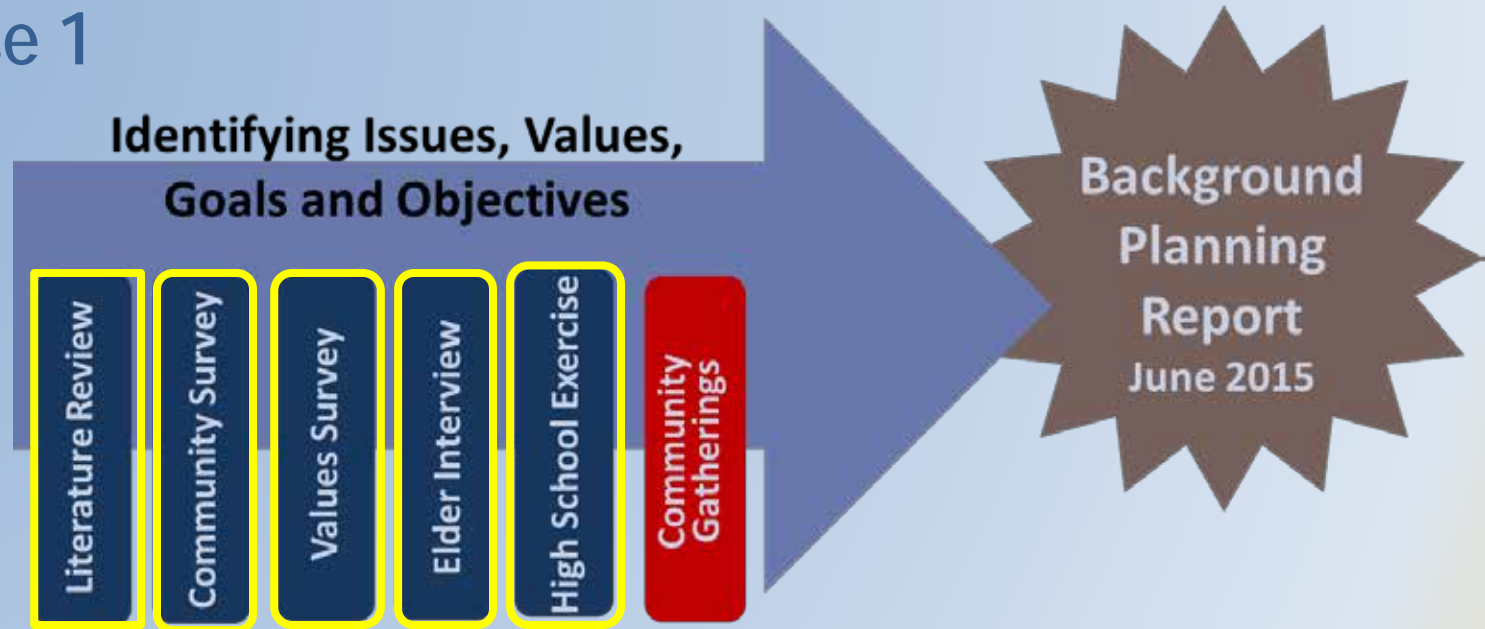 e 1
Identifying Issues, Values,
Goals and Objectives
Literature Review
Community Survey
Values Survey
Elder Interview
High School Exercise
Community
Gatherings
Background
Planning
Report
June 2015